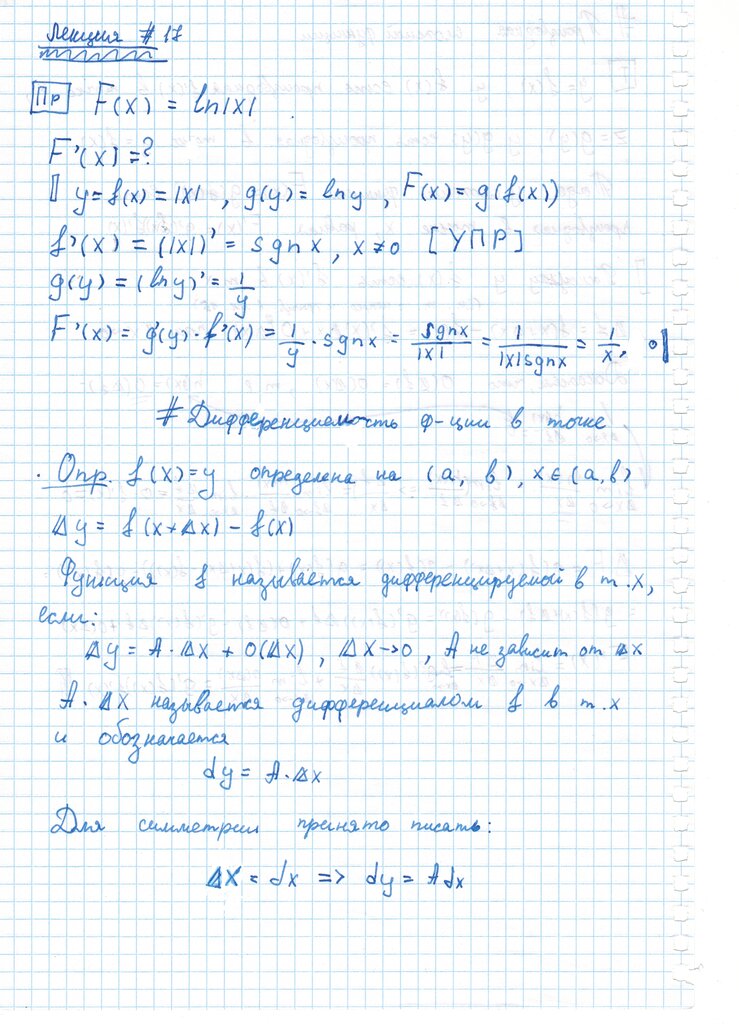 Лекция # 17
Пр F(x) = ln|x|
F'(x) = ?
] y = f(x) = |x| , g(y) = ln y , F(x) = g(f(x))
f'(x) = (|x|)' = sgn x , x ≠ 0 [УПР]
g(y) = (ln y)' = 1/y
F'(x) = g'(y) · f'(x) = 1/y · sgn x = sgn x/|x| = 1/|x| sgn x = 1/x.
# Дифференциемость ф-ции в точке
. Опр. f(x) = y определена на (a, b), x ∈ (a, b)
Δy = f(x + Δx) - f(x)
Функция f называется дифференцируемой в т. x,
если:
Δy = A · Δx + o(Δx) , Δx → 0 , A не зависит от Δx
A · Δx называется дифференциалом f в т. x
и обозначается
dy = A · Δx
Для симметрии принято писать:
Δx = dx => dy = A dx